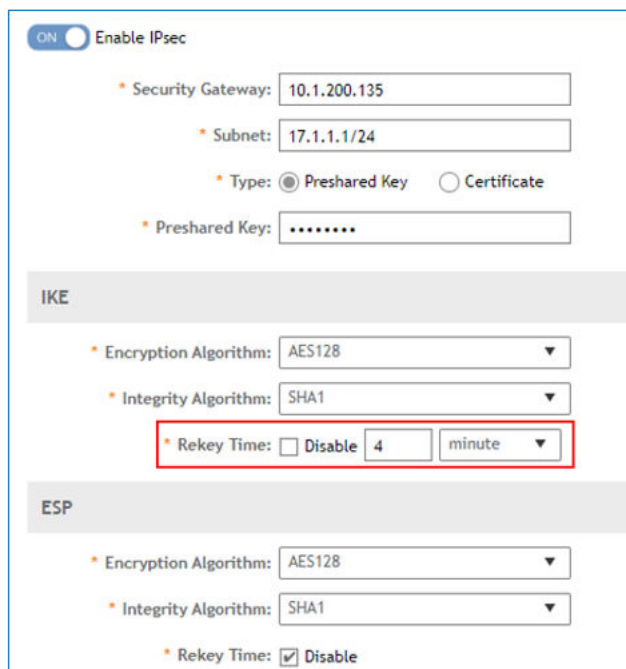 ON Enable IPsec
* Security Gateway: 10.1.200.135
* Subnet: 17.1.1.1/24
* Type: Preshared Key Certificate
* Preshared Key: ••••••••
IKE
* Encryption Algorithm: AES128
* Integrity Algorithm: SHA1
* Rekey Time: Disable 4 minute
ESP
* Encryption Algorithm: AES128
* Integrity Algorithm: SHA1
* Rekey Time: Disable